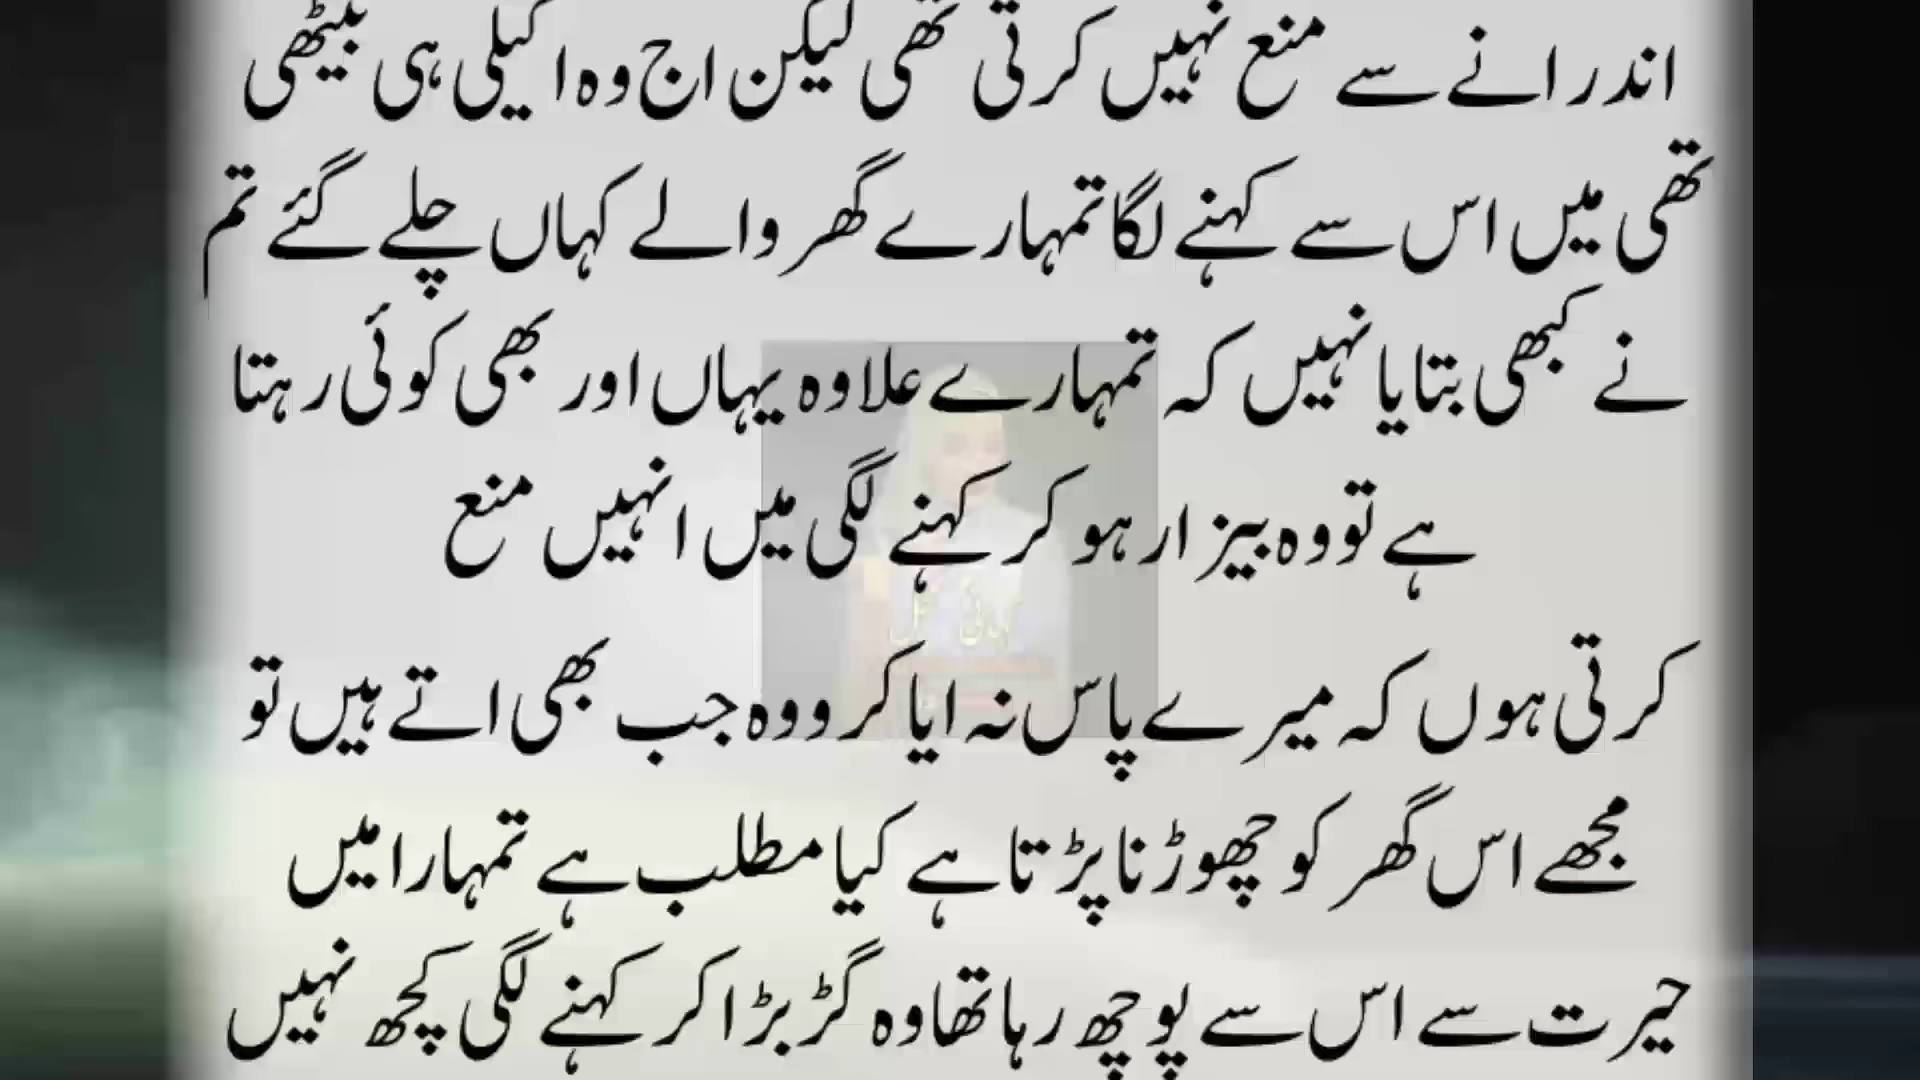 اندر انے سے منع نہیں کرتی تھی لیکن اج وہ اکیلی ہی بیٹھی
تھی میں اس سے کہنے لگا تمہارے گھر والے کہاں چلے گئے تم
نے کبھی بتایا نہیں کہ تمہارے علاوہ یہاں اور بھی کوئی رہتا
ہے تو وہ بیزار ہو کر کہنے لگی میں انہیں منع
کرتی ہوں کہ میرے پاس نہ ایا کرو وہ جب بھی اتے ہیں تو
مجھے اس گھر کو چھوڑنا پڑتا ہے کیا مطلب ہے تمہارا میں
حیرت سے اس سے پوچھ رہا تھا وہ گڑبڑا کر کہنے لگی کچھ نہیں